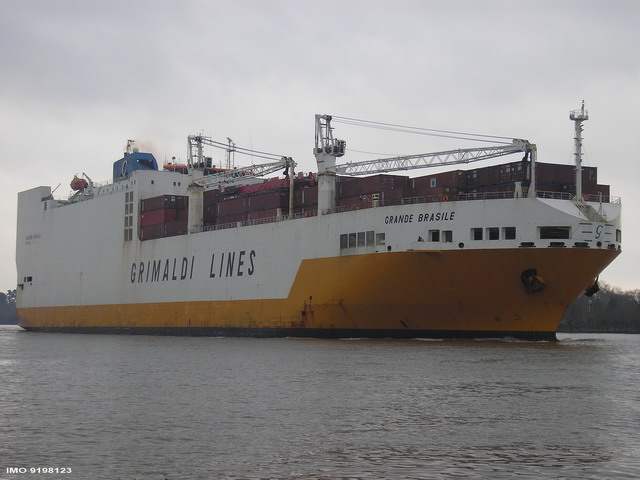 GRANDE BRASILE
GRIMALDI LINES
G
IMO 9198123